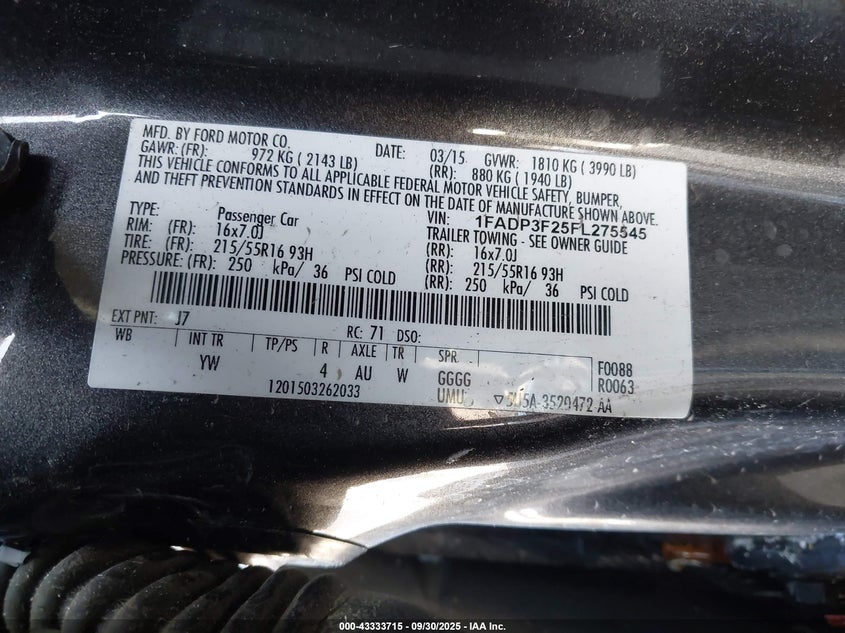 MFD. BY FORD MOTOR CO. DATE: 03/15 GVWR: 1810 KG ( 3990 LB)
GAWR: (FR): 972 KG ( 2143 LB) (RR): 880 KG ( 1940 LB)
THIS VEHICLE CONFORMS TO ALL APPLICABLE FEDERAL MOTOR VEHICLE SAFETY, BUMPER,
AND THEFT PREVENTION STANDARDS IN EFFECT ON THE DATE OF MANUFACTURE SHOWN ABOVE.
VIN: 1FADP3F25FL275545
TYPE: Passenger Car TRAILER TOWING - SEE OWNER GUIDE
RIM: (FR): 16x7.0J (RR): 16x7.0J
TIRE: (FR): 215/55R16 93H (RR): 215/55R16 93H
PRESSURE: (FR): 250 kPa/ 36 PSI COLD (RR): 250 kPa/ 36 PSI COLD
EXT PNT: J7 RC: 71 DSO:
WB INT TR TP/PS R AXLE TR SPR
YW 4 AU W GGGG F0088
UMU R0063
1201503262033 ▽5U5A-3520472-AA
000-43333715 - 09/30/2025 - IAA Inc.